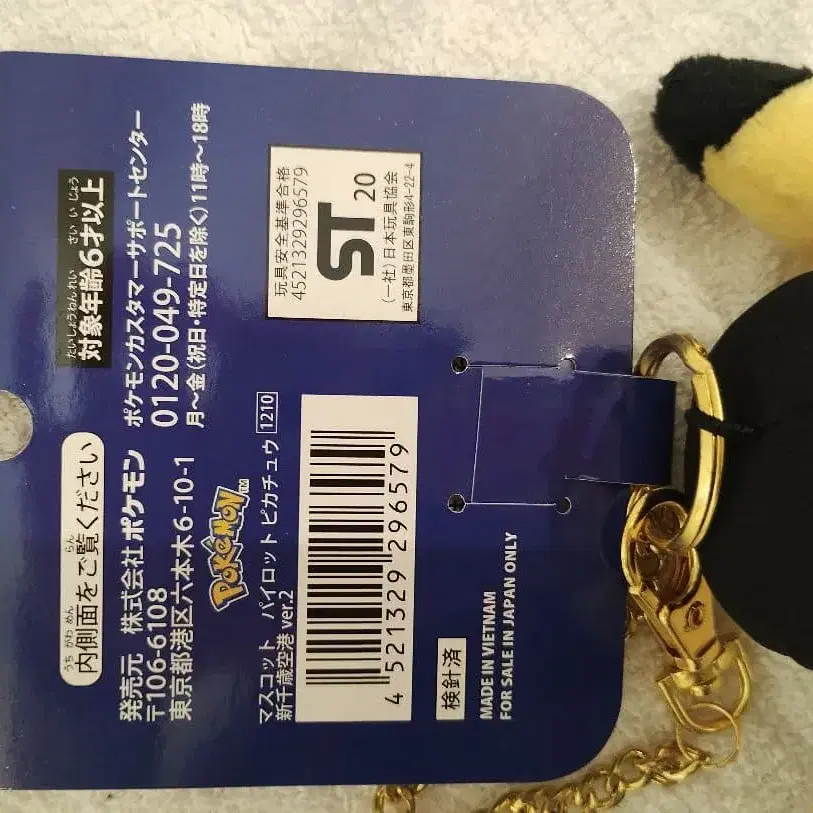 対象年齢6才以上
たいしょうねんれい さい いじょう
内側面をご覧ください
うちがわめん らん
発売元 株式会社ポケモン
〒106-6108
東京都港区六本木6-10-1
ポケモンカスタマーサポートセンター
0120-049-725
月～金(祝日・特定日を除く)11時～18時
POKéMON™
マスコット パイロットピカチュウ 1210
新千歳空港 ver.2
4 521329 296579
玩具安全基準合格
4521329296579
ST 20
(一社)日本玩具協会
東京都墨田区東駒形4-22-4
検針済
MADE IN VIETNAM
FOR SALE IN JAPAN ONLY